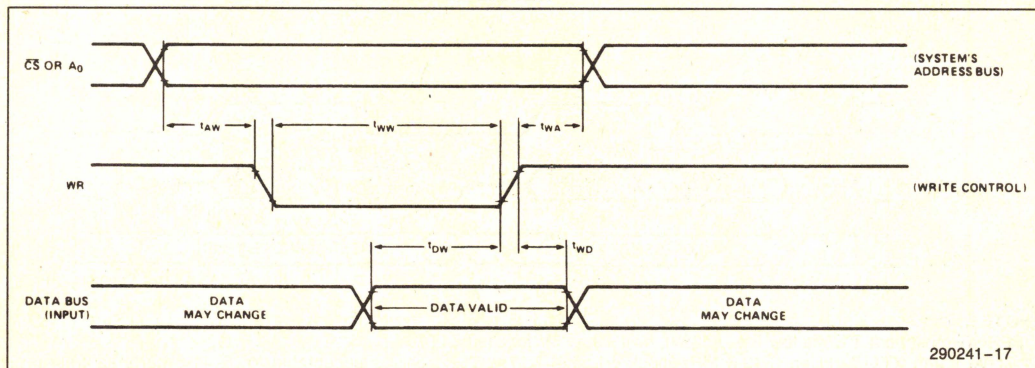 CS OR A0
(SYSTEM'S
ADDRESS BUS)
tAW
tWW
tWA
WR
(WRITE CONTROL)
tDW
tWD
DATA BUS
(INPUT)
DATA
MAY CHANGE
DATA VALID
DATA
MAY CHANGE
290241-17